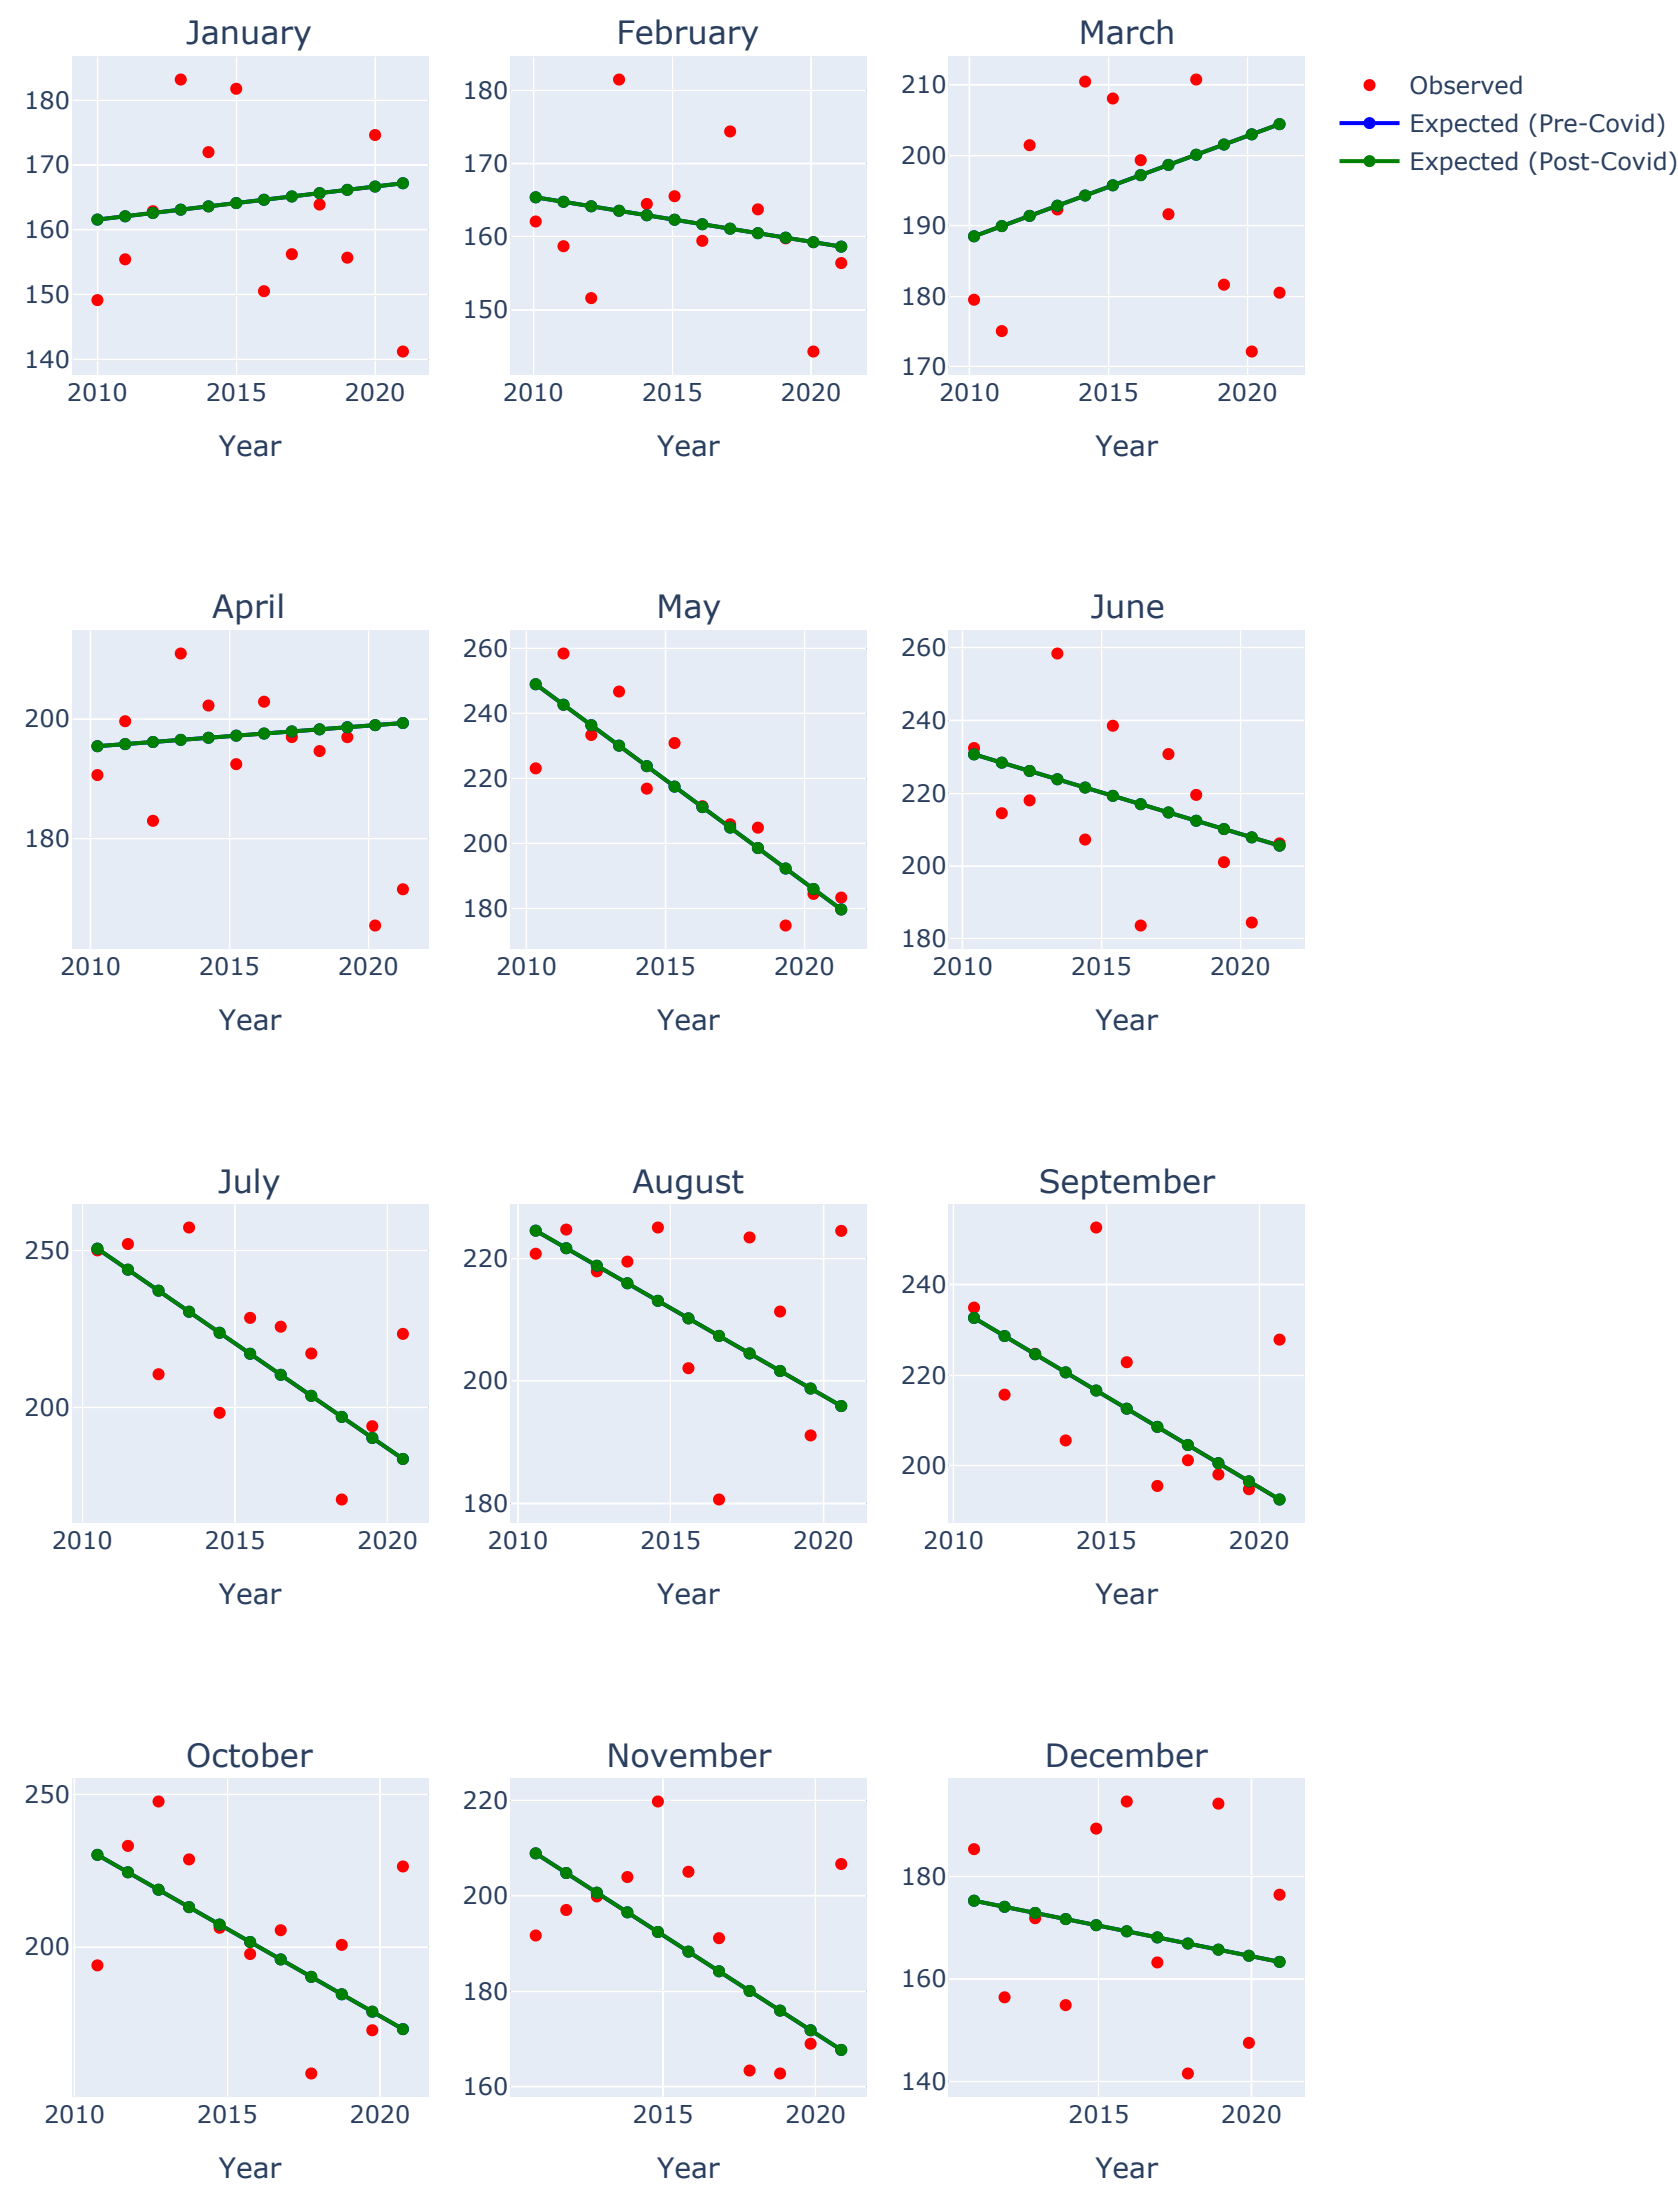 January February March
Observed
Expected (Pre-Covid)
Expected (Post-Covid)
180 170 160 150 140
180 170 160 150
210 200 190 180 170
2010 2015 2020 2010 2015 2020 2010 2015 2020
Year Year Year
April May June
200 180
260 240 220 200 180
260 240 220 200 180
2010 2015 2020 2010 2015 2020 2010 2015 2020
Year Year Year
July August September
250 200
220 200 180
240 220 200
2010 2015 2020 2010 2015 2020 2010 2015 2020
Year Year Year
October November December
250 200
220 200 180 160
180 160 140
2010 2015 2020 2015 2020 2015 2020
Year Year Year